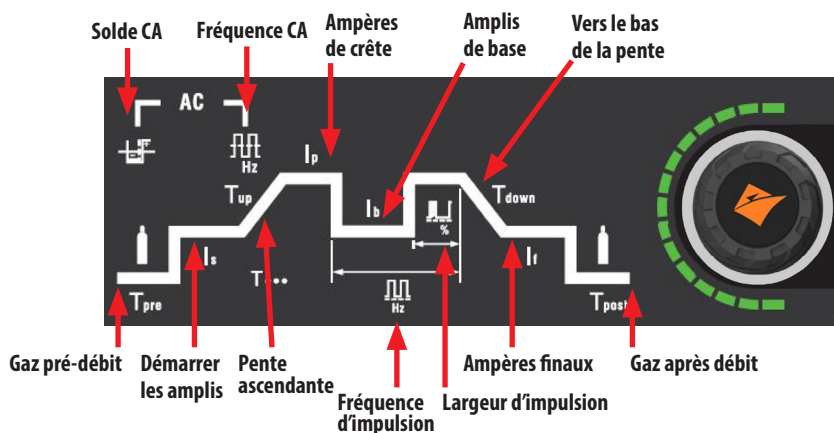 Solde CA
Fréquence CA
Ampères
de crête
Amplis
de base
Vers le bas
de la pente
AC
Hz
Ip
Tup
Ib
%
Tdown
Is
If
Hz
Tpre
Tpost
Gaz pré-débit
Démarrer
les amplis
Pente
ascendante
Fréquence
d'impulsion
Largeur d'impulsion
Ampères finaux
Gaz après débit